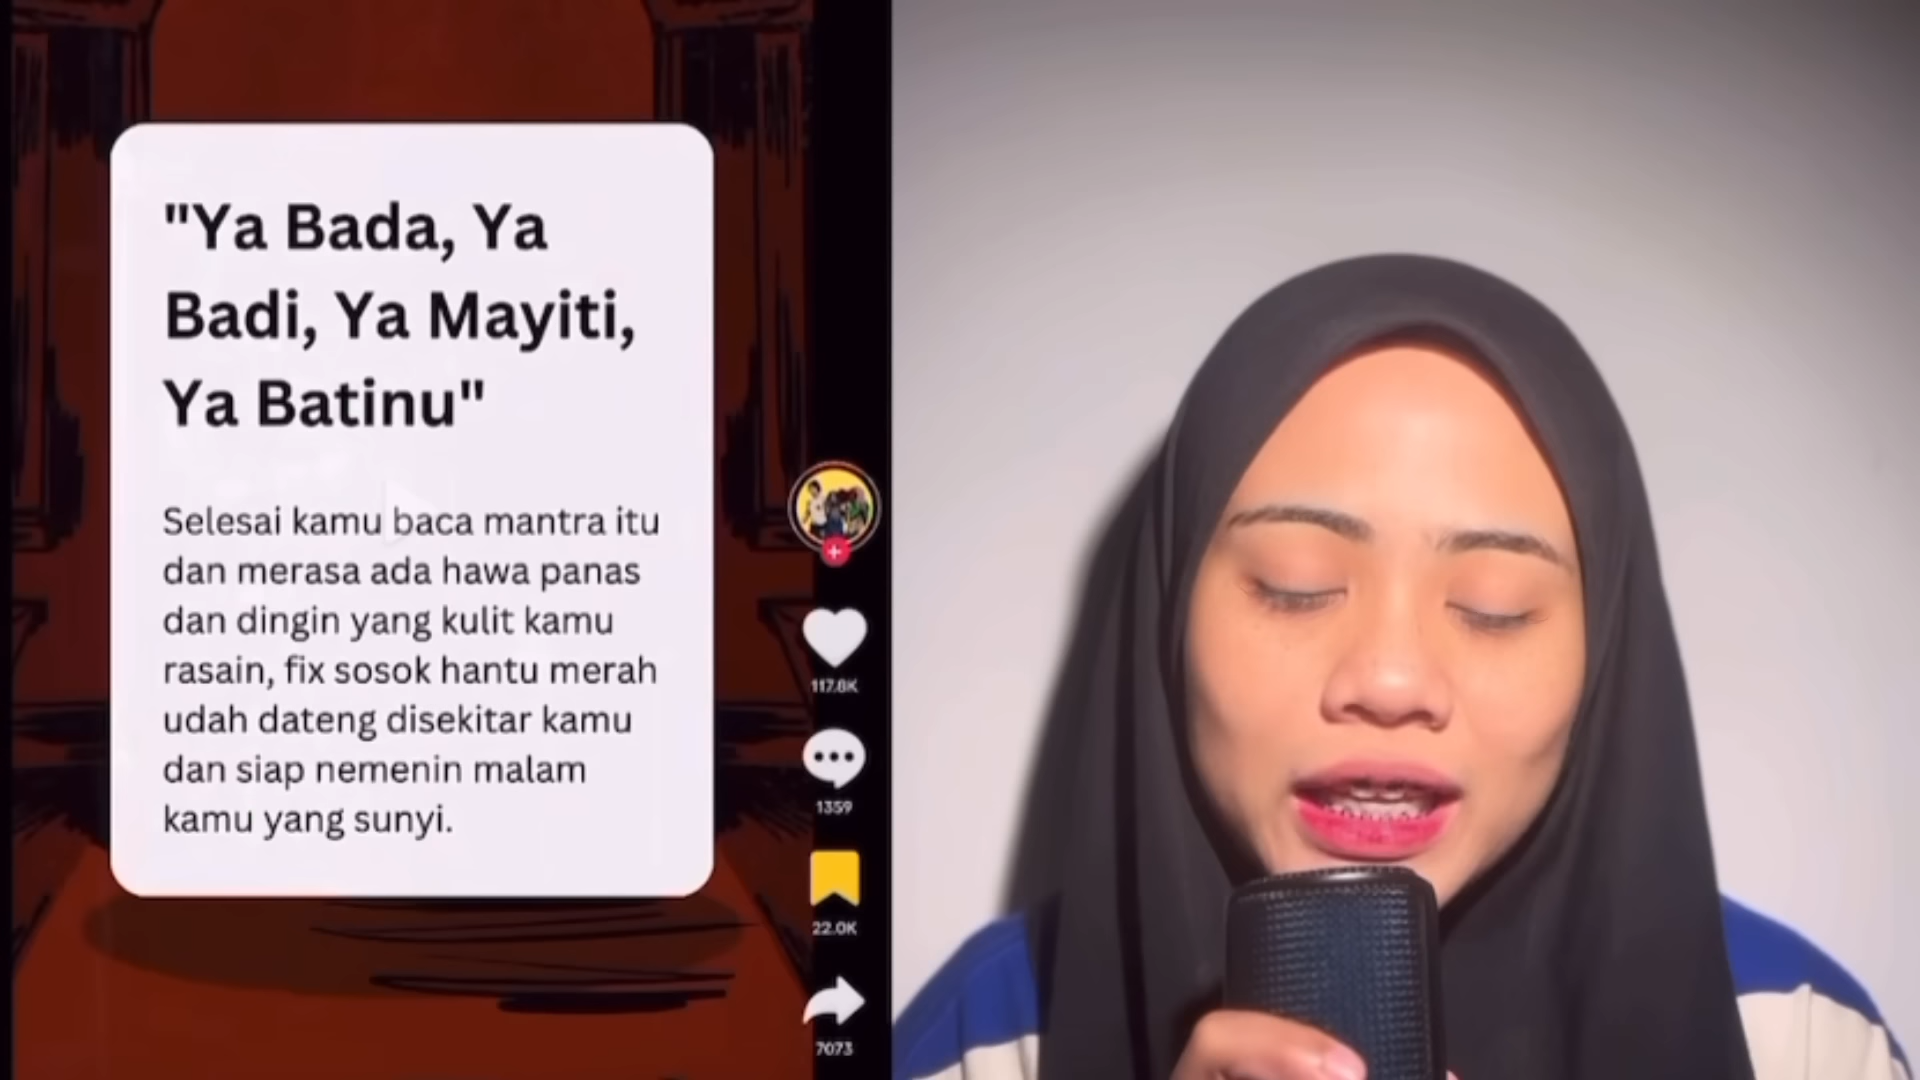 "Ya Bada, Ya
Badi, Ya Mayiti,
Ya Batinu"
Selesai kamu baca mantra itu
dan merasa ada hawa panas
dan dingin yang kulit kamu
rasain, fix sosok hantu merah
udah dateng disekitar kamu
dan siap nemenin malam
kamu yang sunyi.
117.8K
1359
22.0K
7073